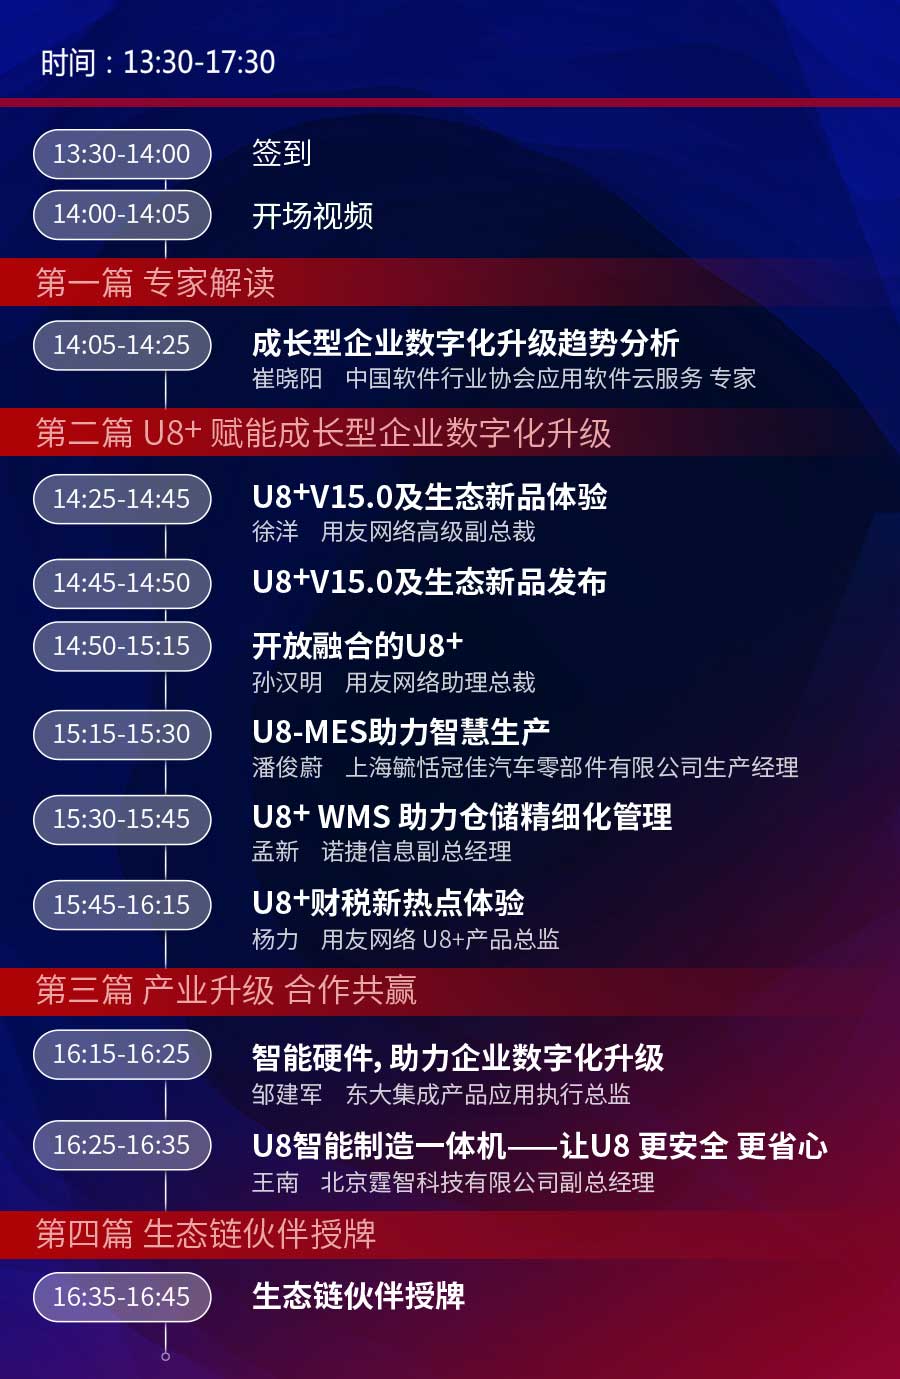 时间：13:30-17:30
13:30-14:00 签到
14:00-14:05 开场视频
第一篇 专家解读
14:05-14:25 成长型企业数字化升级趋势分析
崔晓阳 中国软件行业协会应用软件云服务 专家
第二篇 U8⁺ 赋能成长型企业数字化升级
14:25-14:45 U8⁺V15.0及生态新品体验
徐洋 用友网络高级副总裁
14:45-14:50 U8⁺V15.0及生态新品发布
14:50-15:15 开放融合的U8⁺
孙汉明 用友网络助理总裁
15:15-15:30 U8-MES助力智慧生产
潘俊蔚 上海毓恬冠佳汽车零部件有限公司生产经理
15:30-15:45 U8⁺ WMS 助力仓储精细化管理
孟新 诺捷信息副总经理
15:45-16:15 U8⁺财税新热点体验
杨力 用友网络 U8+产品总监
第三篇 产业升级 合作共赢
16:15-16:25 智能硬件，助力企业数字化升级
邹建军 东大集成产品应用执行总监
16:25-16:35 U8智能制造一体机——让U8 更安全 更省心
王南 北京霆智科技有限公司副总经理
第四篇 生态链伙伴授牌
16:35-16:45 生态链伙伴授牌